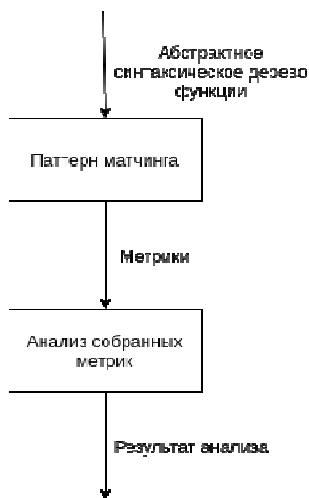 Абстрактное
синтаксическое дерево
функции
Паттерн матчинга
Метрики
Анализ собранных
метрик
Результат анализа